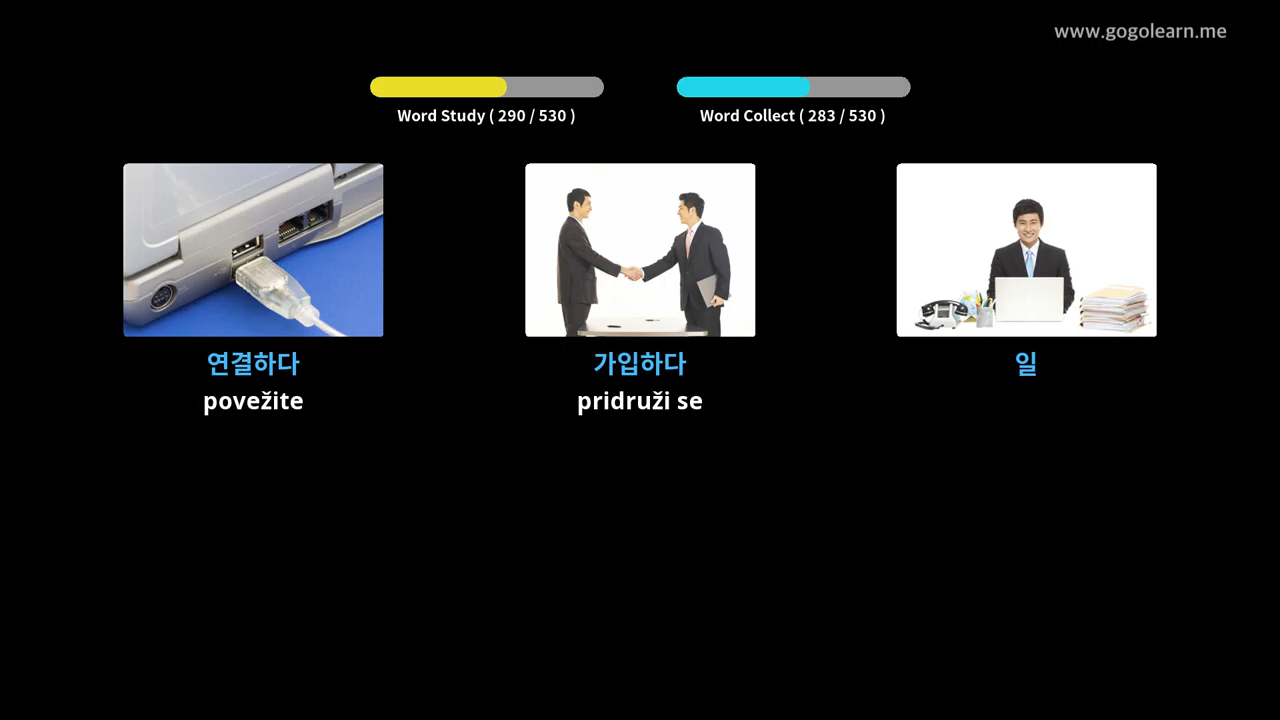 www.gogolearn.me
Word Study ( 290 / 530 )
Word Collect ( 283 / 530 )
연결하다
povežite
가입하다
pridruži se
일